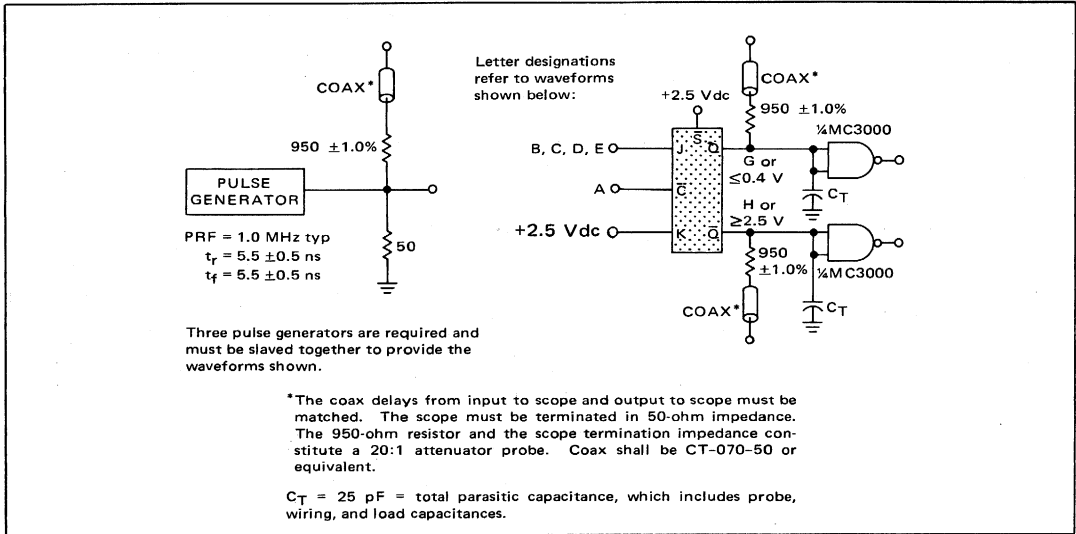 COAX*
950 ±1.0%
PULSE
GENERATOR
50
PRF = 1.0 MHz typ
tr = 5.5 ±0.5 ns
tf = 5.5 ±0.5 ns
Three pulse generators are required and
must be slaved together to provide the
waveforms shown.
Letter designations
refer to waveforms
shown below:
+2.5 Vdc
COAX*
950 ±1.0%
¼MC3000
B, C, D, E
J
S̅
Q
G or
≤0.4 V
CT
A
C̅
H or
≥2.5 V
+2.5 Vdc
K
Q̅
950
±1.0%
¼MC3000
COAX*
CT
*The coax delays from input to scope and output to scope must be
matched. The scope must be terminated in 50-ohm impedance.
The 950-ohm resistor and the scope termination impedance con-
stitute a 20:1 attenuator probe. Coax shall be CT-070-50 or
equivalent.
CT = 25 pF = total parasitic capacitance, which includes probe,
wiring, and load capacitances.